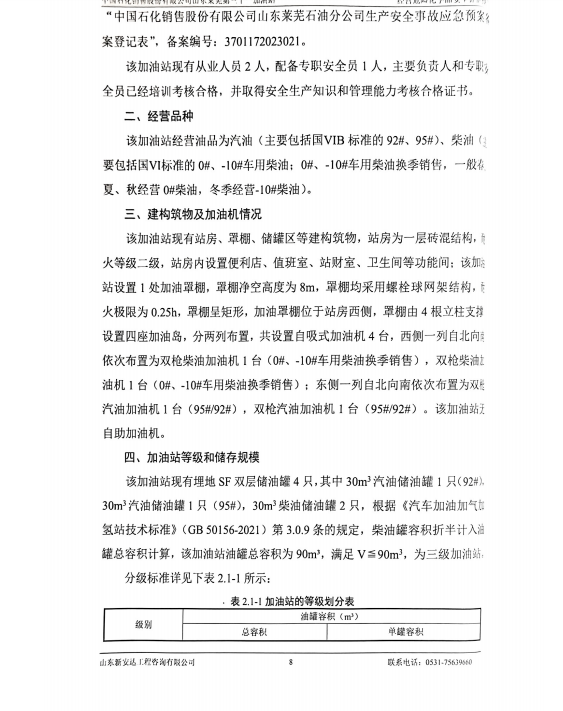 “中国石化销售股份有限公司山东莱芜石油分公司生产安全事故应急预案
案登记表”，备案编号：3701172023021。
该加油站现有从业人员 2 人，配备专职安全员 1 人，主要负责人和专职
全员已经培训考核合格，并取得安全生产知识和管理能力考核合格证书。
二、经营品种
该加油站经营油品为汽油（主要包括国VIB 标准的 92#、95#）、柴油（
要包括国VI标准的 0#、-10#车用柴油；0#、-10#车用柴油换季销售，一般
夏、秋经营 0#柴油，冬季经营-10#柴油）。
三、建构筑物及加油机情况
该加油站现有站房、罩棚、储罐区等建构筑物，站房为一层砖混结构，
火等级二级，站房内设置便利店、值班室、站财室、卫生间等功能间；该加
站设置 1 处加油罩棚，罩棚净空高度为 8m，罩棚均采用螺栓球网架结构，
火极限为 0.25h，罩棚呈矩形，加油罩棚位于站房西侧，罩棚由 4 根立柱支撑
设置四座加油岛，分两列布置，共设置自吸式加油机 4 台，西侧一列自北向
依次布置为双枪柴油加油机 1 台（0#、-10#车用柴油换季销售），双枪柴油加
油机 1 台（0#、-10#车用柴油换季销售）；东侧一列自北向南依次布置为双枪
汽油加油机 1 台（95#/92#），双枪汽油加油机 1 台（95#/92#）。该加油站
自助加油机。
四、加油站等级和储存规模
该加油站现有埋地 SF 双层储油罐 4 只,其中 30m³汽油储油罐 1 只(92#)、
30m³汽油储油罐 1 只（95#），30m³柴油储油罐 2 只，根据《汽车加油加气加
氢站技术标准》（GB 50156-2021）第 3.0.9 条的规定，柴油罐容积折半计入油
罐总容积计算，该加油站油罐总容积为 90m³，满足 V≦90m³，为三级加油站，
分级标准详见下表 2.1-1 所示：
表 2.1-1 加油站的等级划分表
级别 油罐容积（m³）
总容积 单罐容积
山东新安达工程咨询有限公司 8 联系电话：0531-75639660